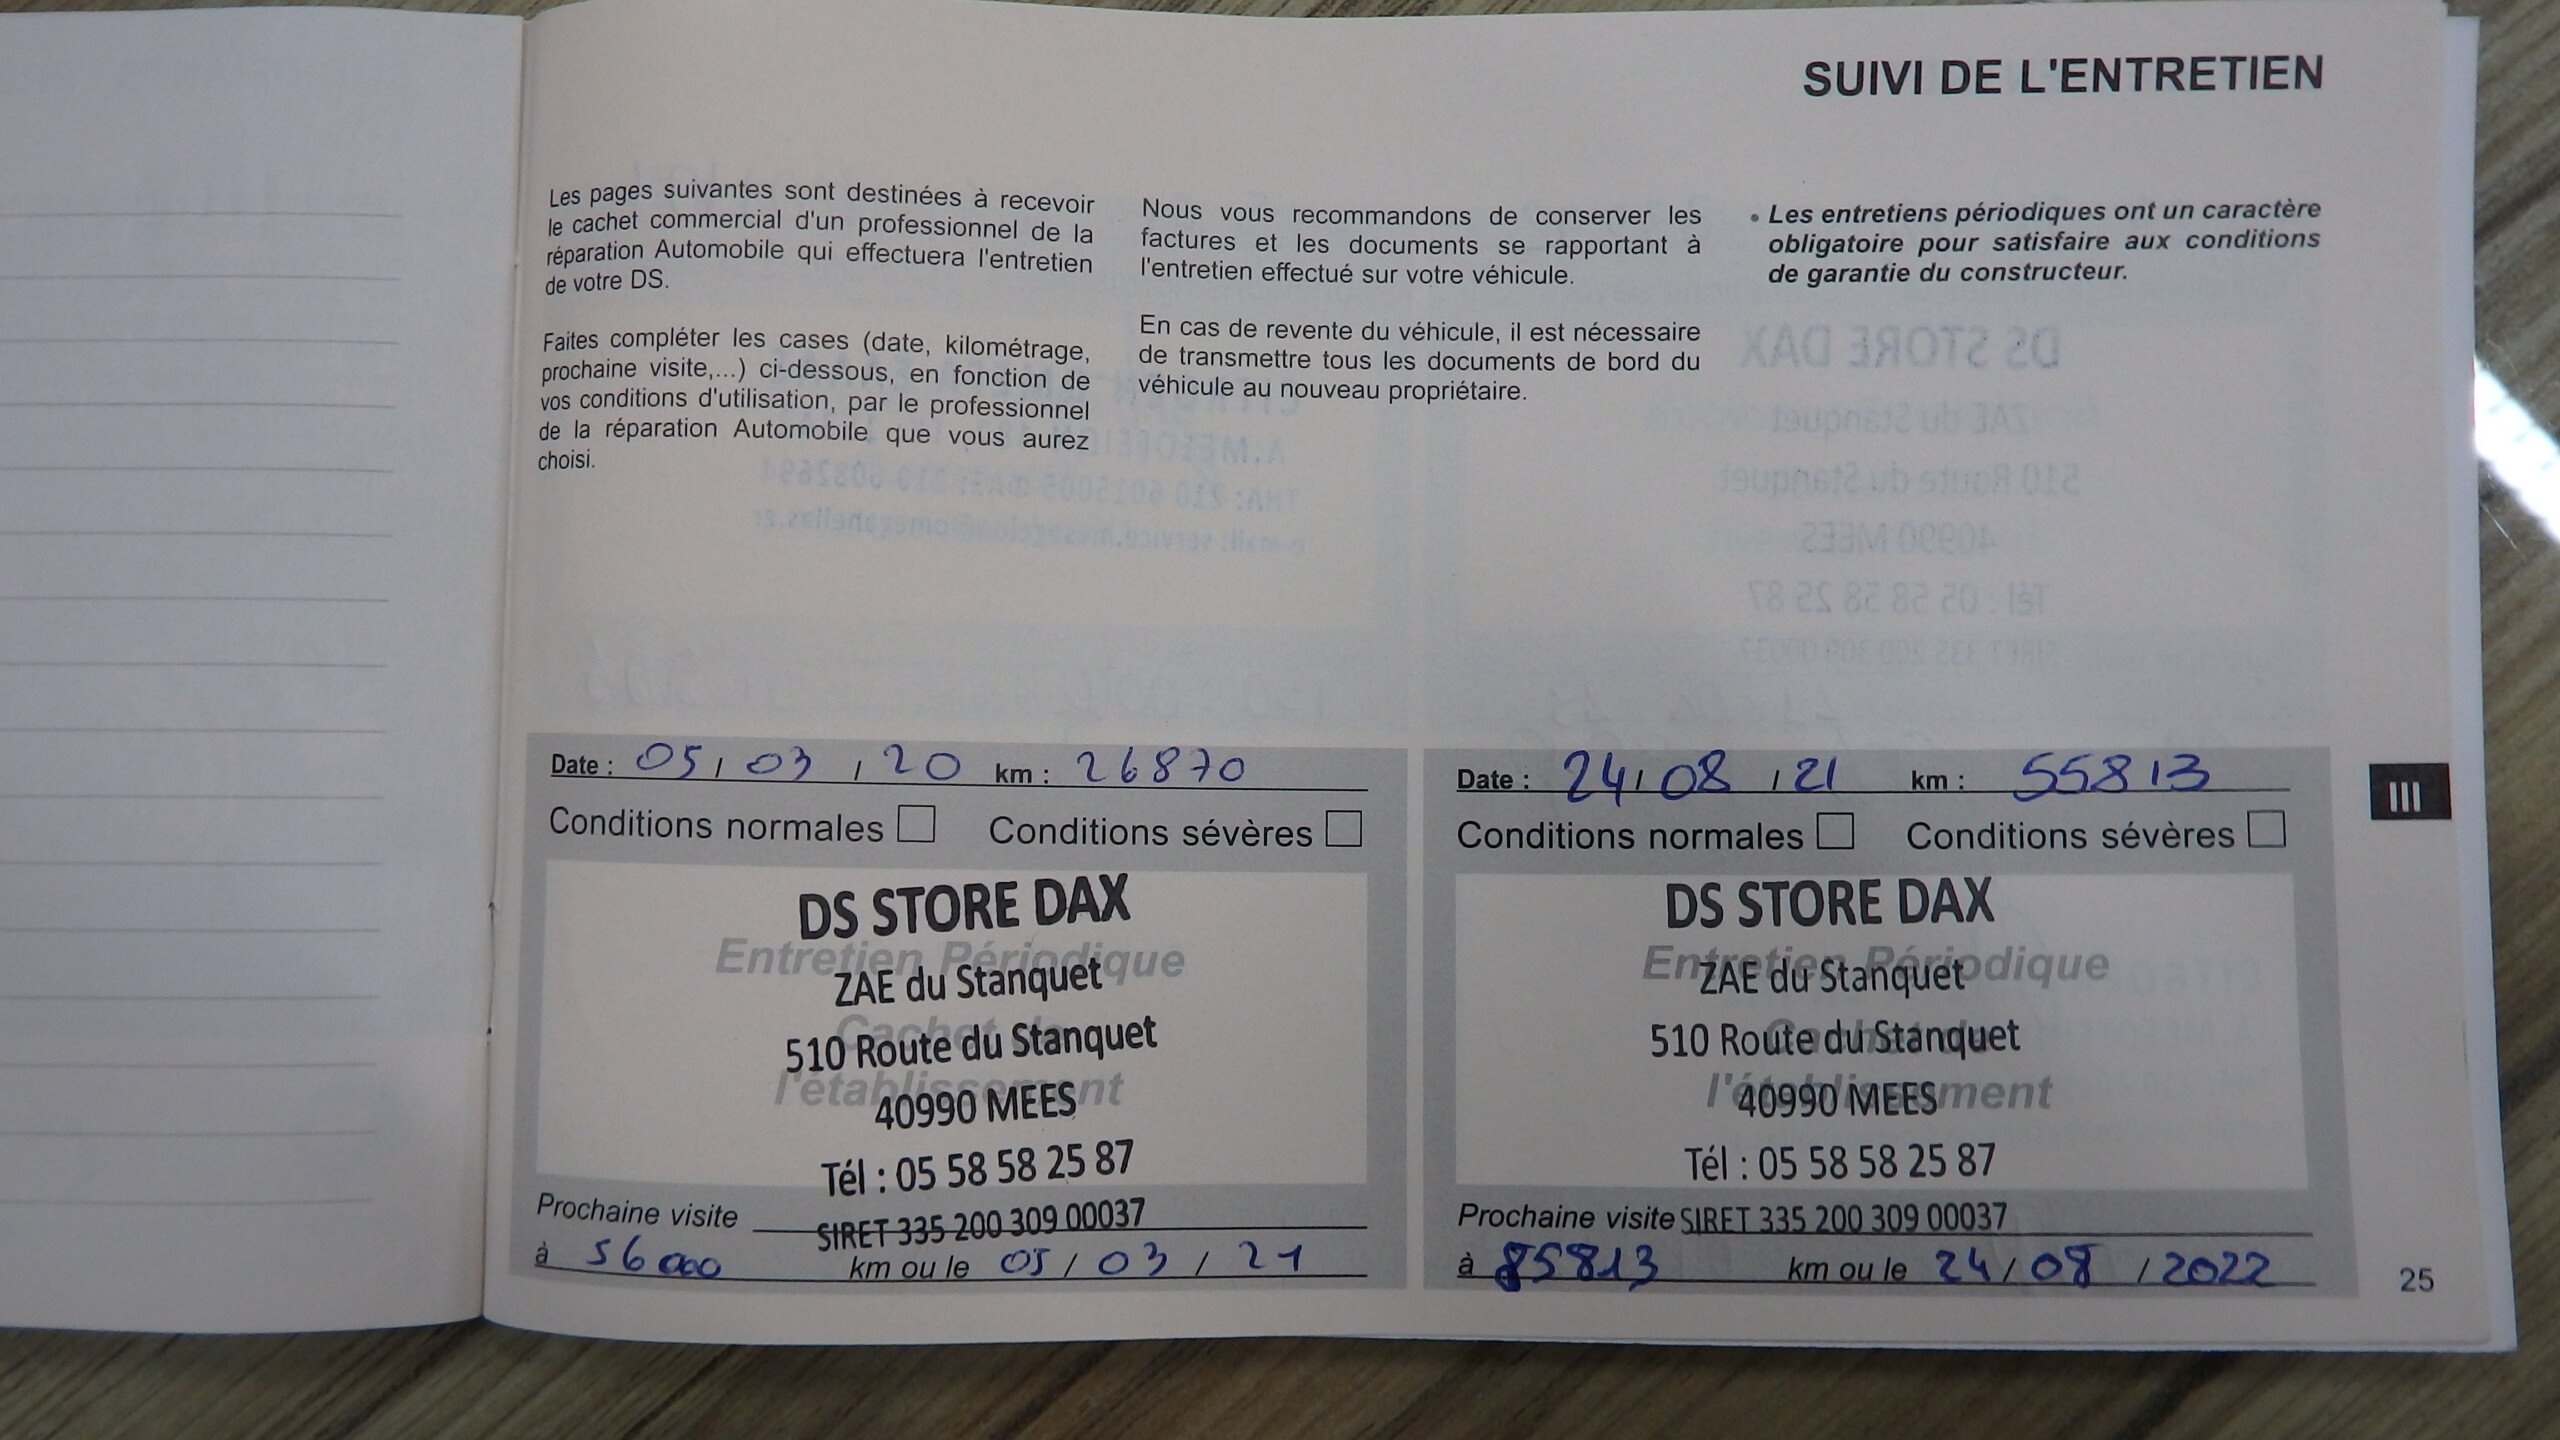 SUIVI DE L'ENTRETIEN
Les pages suivantes sont destinées à recevoir
le cachet commercial d'un professionnel de la
réparation Automobile qui effectuera l'entretien
de votre DS.
Faites compléter les cases (date, kilométrage,
prochaine visite,...) ci-dessous, en fonction de
vos conditions d'utilisation, par le professionnel
de la réparation Automobile que vous aurez
choisi.
Nous vous recommandons de conserver les
factures et les documents se rapportant à
l'entretien effectué sur votre véhicule.
En cas de revente du véhicule, il est nécessaire
de transmettre tous les documents de bord du
véhicule au nouveau propriétaire.
• Les entretiens périodiques ont un caractère
obligatoire pour satisfaire aux conditions
de garantie du constructeur.
Date : 05 / 03 / 20 km : 26870
Conditions normales Conditions sévères
DS STORE DAX
Entretien Périodique
ZAE du Stanquet
Cachet de
510 Route du Stanquet
l'établissement
40990 MEES
Tél : 05 58 58 25 87
Prochaine visite
SIRET 335 200 309 00037
à 56000 km ou le 05 / 03 / 21
Date : 24 / 08 / 21 km : 55813
Conditions normales Conditions sévères
DS STORE DAX
Entretien Périodique
ZAE du Stanquet
Cachet de
510 Route du Stanquet
l'établissement
40990 MEES
Tél : 05 58 58 25 87
Prochaine visite SIRET 335 200 309 00037
à 85813 km ou le 24 / 08 / 2022
III
25